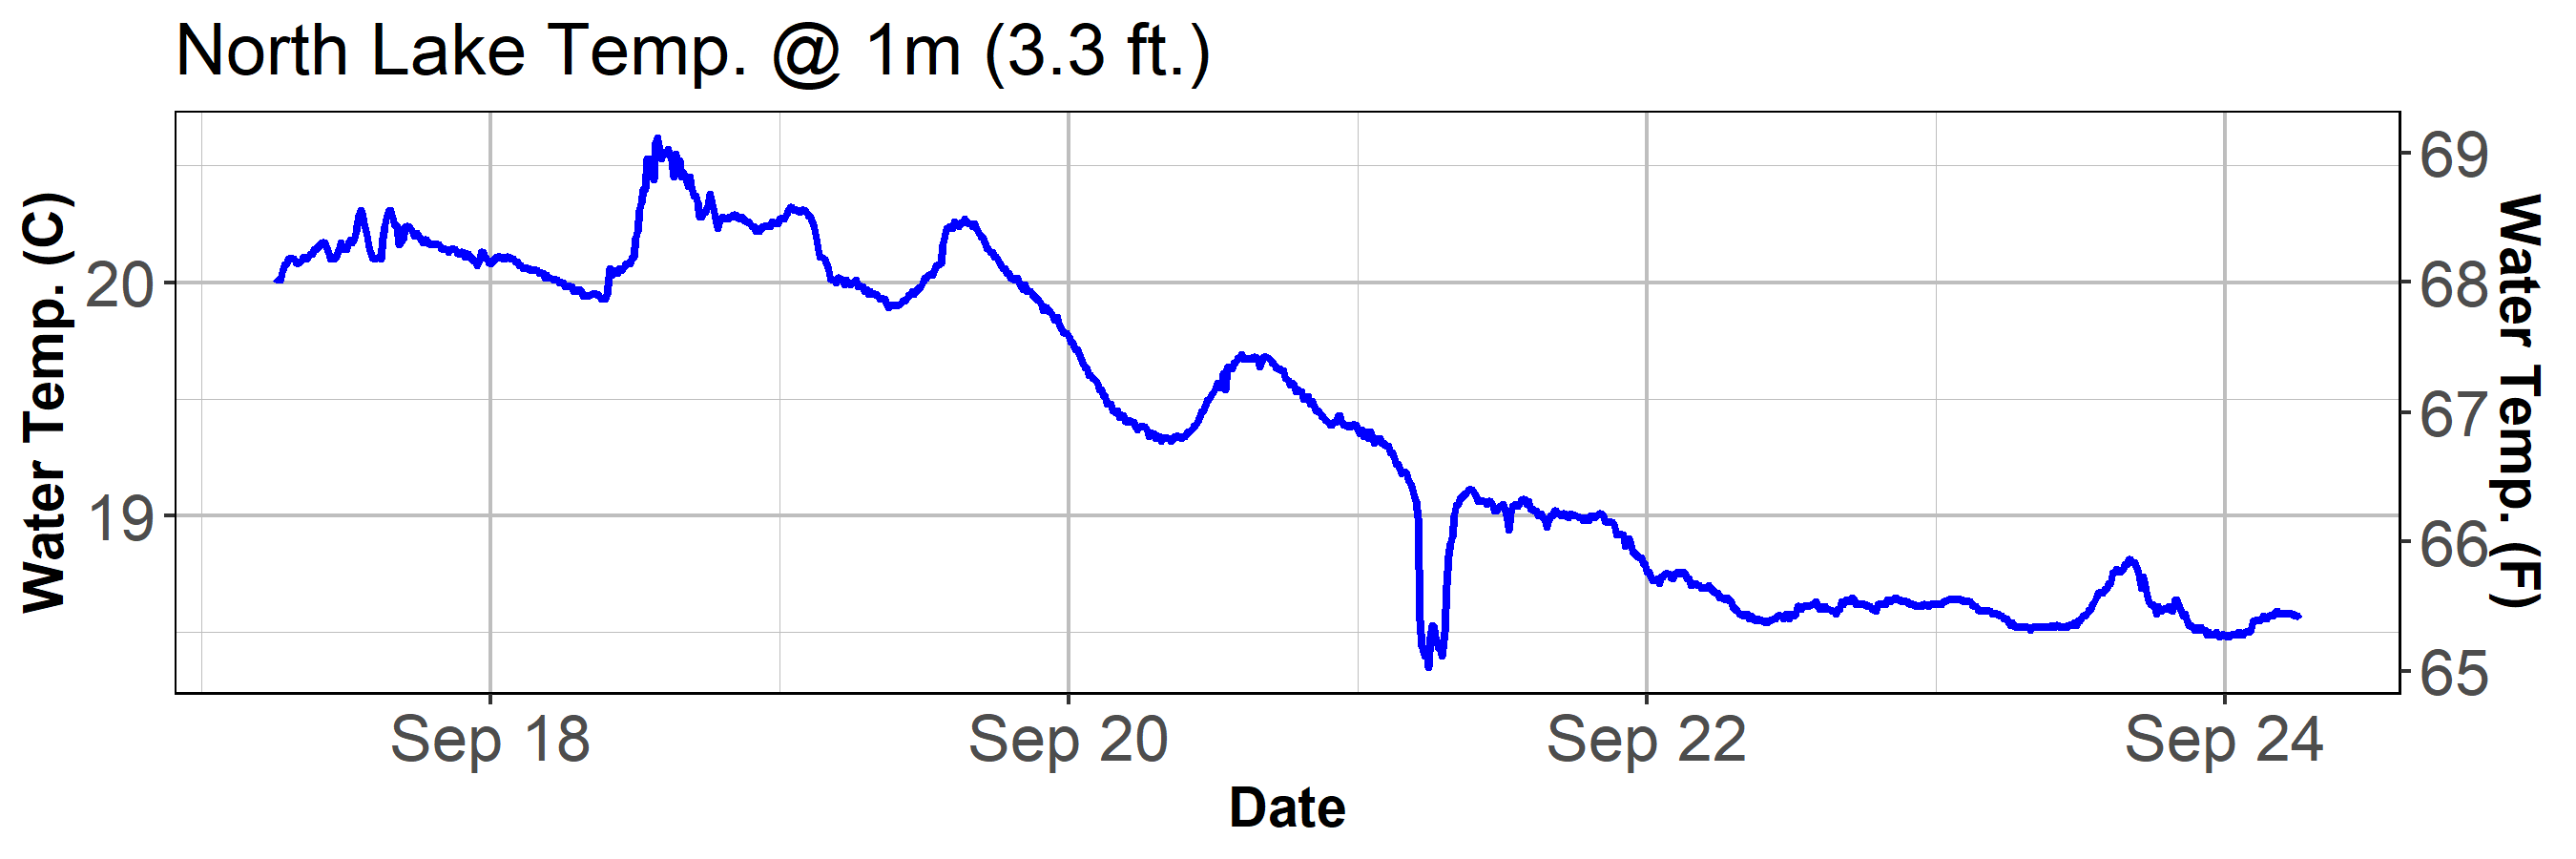 North Lake Temp. @ 1m (3.3 ft.)
Water Temp. (C)
20
19
69
68
67
66
65
Water Temp. (F)
Sep 18
Sep 20
Sep 22
Sep 24
Date